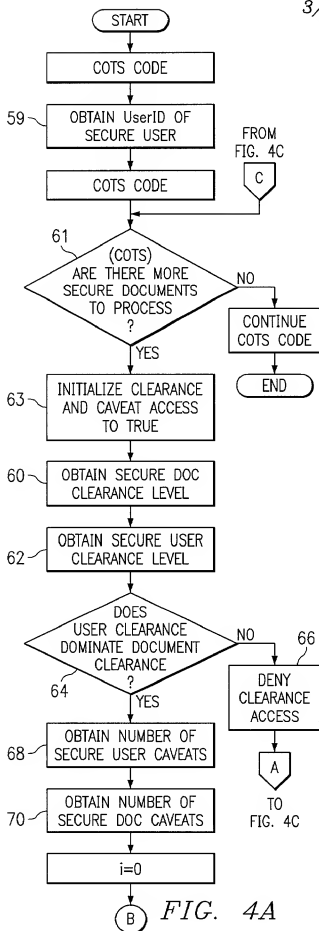 3/
START
COTS CODE
59
OBTAIN UserID OF
SECURE USER
COTS CODE
FROM
FIG. 4C
C
61
(COTS)
ARE THERE MORE
SECURE DOCUMENTS
TO PROCESS
?
NO
YES
CONTINUE
COTS CODE
END
63
INITIALIZE CLEARANCE
AND CAVEAT ACCESS
TO TRUE
60
OBTAIN SECURE DOC
CLEARANCE LEVEL
62
OBTAIN SECURE USER
CLEARANCE LEVEL
DOES
USER CLEARANCE
DOMINATE DOCUMENT
CLEARANCE
?
64
NO
YES
66
DENY
CLEARANCE
ACCESS
A
TO
FIG. 4C
68
OBTAIN NUMBER OF
SECURE USER CAVEATS
70
OBTAIN NUMBER OF
SECURE DOC CAVEATS
i=0
B
FIG. 4A